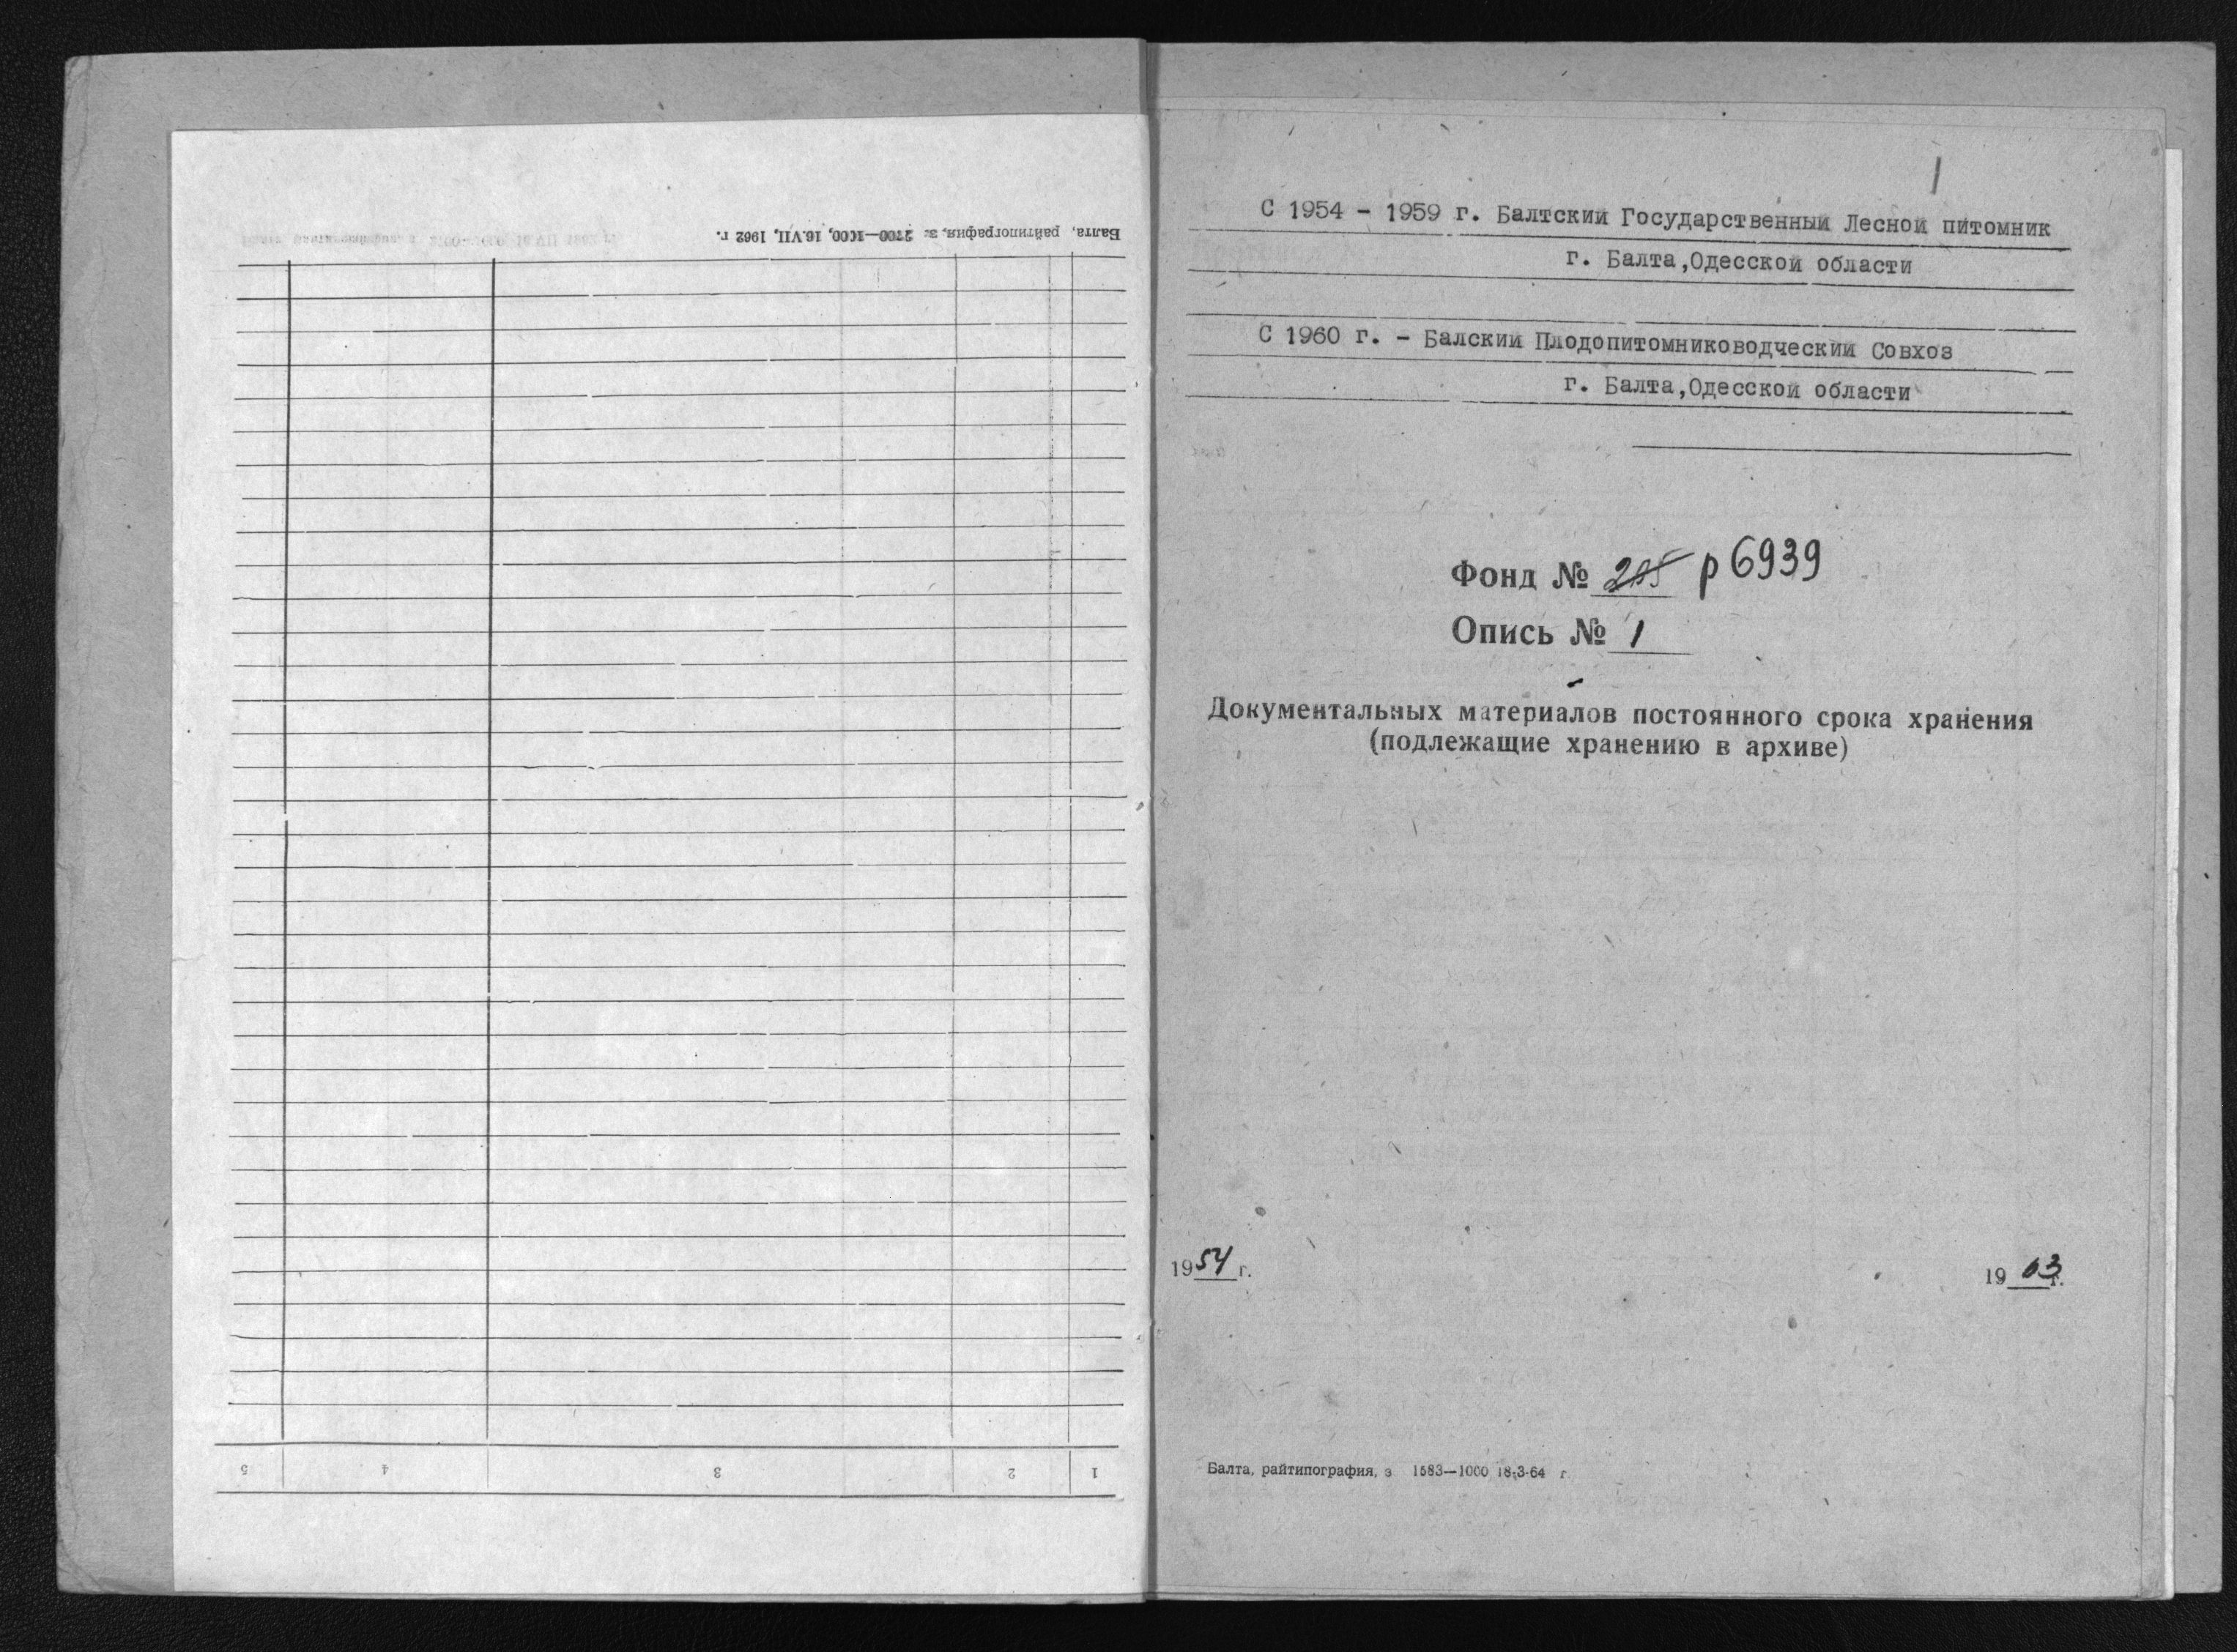 Балта, райтипография, з. 2700—1000, 16.VII, 1962 г.
1 2 3 4 5
1
С 1954 - 1959 г. Балтский Государственный Лесной питомник
г. Балта,Одесской области
С 1960 г. - Балский Плодопитомниководческий Совхоз
г. Балта,Одесской области
Фонд № р 6939
Опись № 1
Документальных материалов постоянного срока хранения
(подлежащие хранению в архиве)
1954 г.
1963 г.
Балта, райтипография, з 1583—1000 18-3-64 г